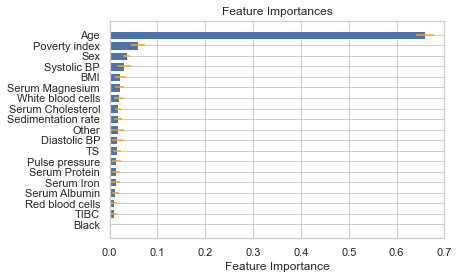 Feature Importances
Age
Poverty index
Sex
Systolic BP
BMI
Serum Magnesium
White blood cells
Serum Cholesterol
Sedimentation rate
Other
Diastolic BP
TS
Pulse pressure
Serum Protein
Serum Iron
Serum Albumin
Red blood cells
TIBC
Black
0.0 0.1 0.2 0.3 0.4 0.5 0.6 0.7
Feature Importance